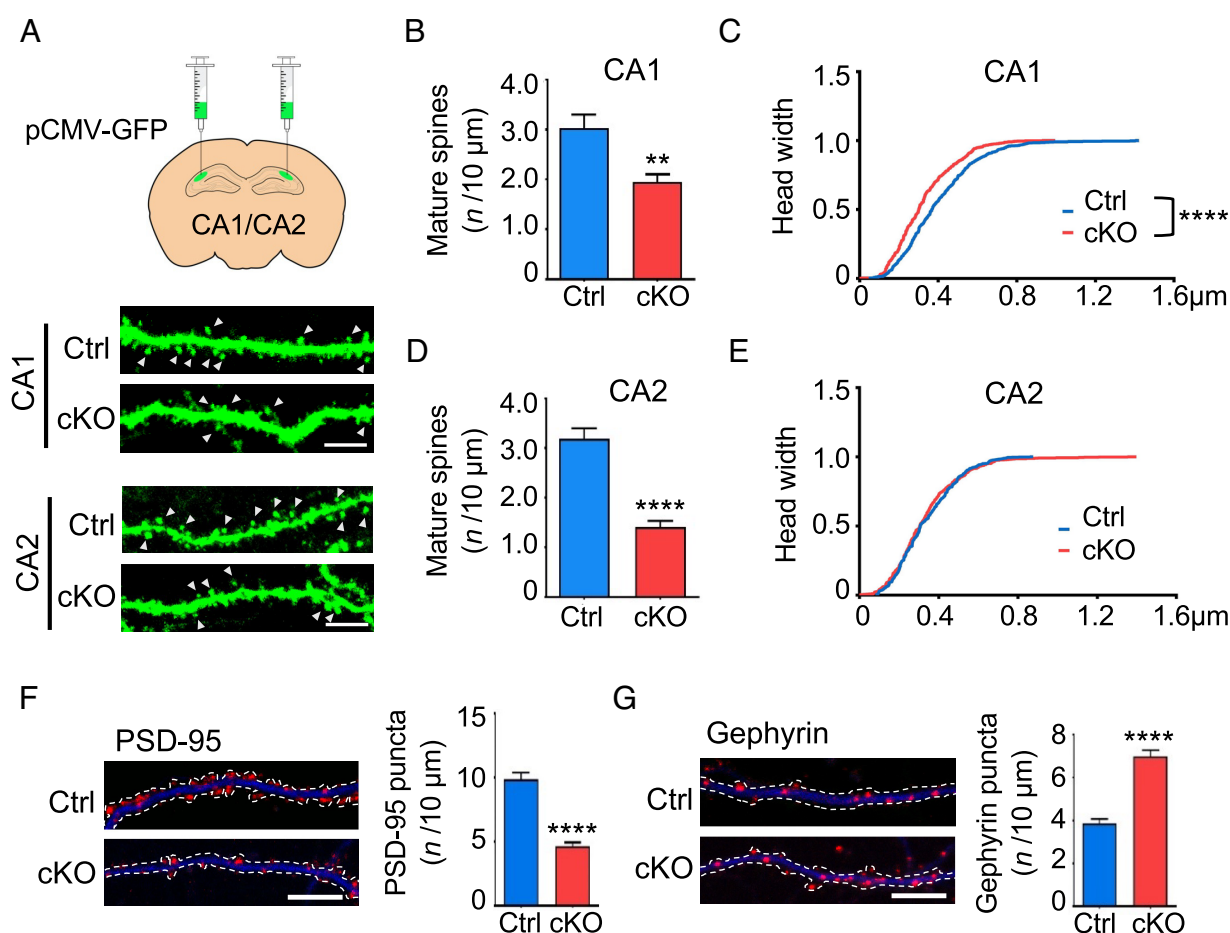 A
pCMV-GFP
CA1/CA2
CA1
Ctrl
cKO
CA2
Ctrl
cKO
B
CA1
Mature spines
(n /10 µm)
4.0
3.0
2.0
1.0
0
**
Ctrl
cKO
C
CA1
Head width
1.5
1.0
0.5
0
Ctrl
cKO
****
0
0.4
0.8
1.2
1.6µm
D
CA2
Mature spines
(n /10 µm)
4.0
3.0
2.0
1.0
0
****
Ctrl
cKO
E
CA2
Head width
1.5
1.0
0.5
0
Ctrl
cKO
0
0.4
0.8
1.2
1.6µm
F
PSD-95
Ctrl
cKO
PSD-95 puncta
(n /10 µm)
15
10
5
0
****
Ctrl
cKO
G
Gephyrin
Ctrl
cKO
Gephyrin puncta
(n /10 µm)
8
6
4
2
0
****
Ctrl
cKO